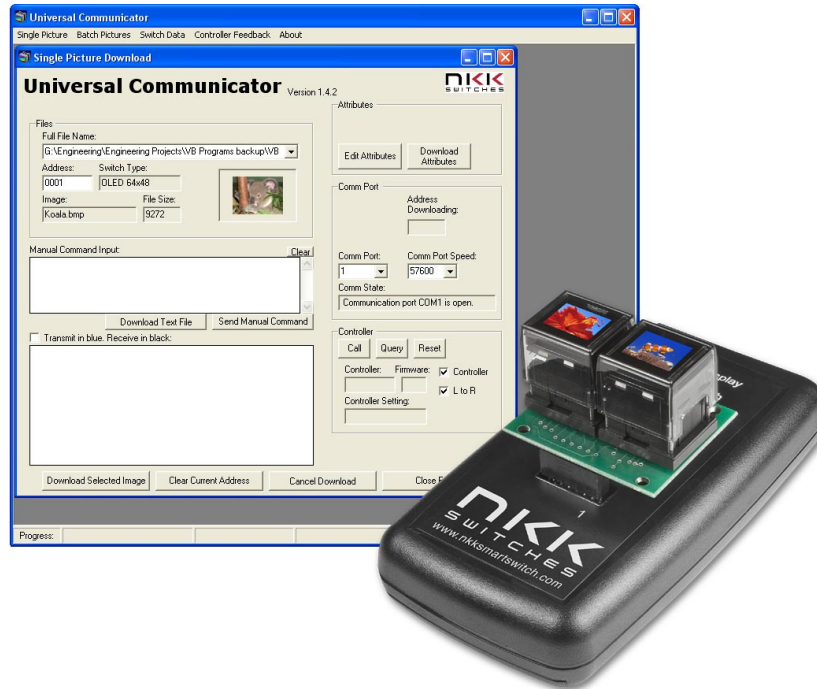 Universal Communicator
Single Picture Batch Pictures Switch Data Controller Feedback About
Single Picture Download
Universal Communicator Version 1.4.2
NKK
SWITCHES
Files
Full File Name:
G:\Engineering\Engineering Projects\VB Programs backup\VB
Address: Switch Type:
0001 OLED 64x48
Image: File Size:
Koala.bmp 9272
Manual Command Input: Clear
Download Text File Send Manual Command
Transmit in blue. Receive in black:
Attributes
Edit Attributes Download Attributes
Comm Port
Address
Downloading:
Comm Port: Comm Port Speed:
1 57600
Comm State:
Communication port COM1 is open.
Controller
Call Query Reset
Controller: Firmware: Controller
L to R
Controller Setting:
Download Selected Image Clear Current Address Cancel Download Close
Progress:
1
NKK
SWITCHES
www.nkksmartswitch.com